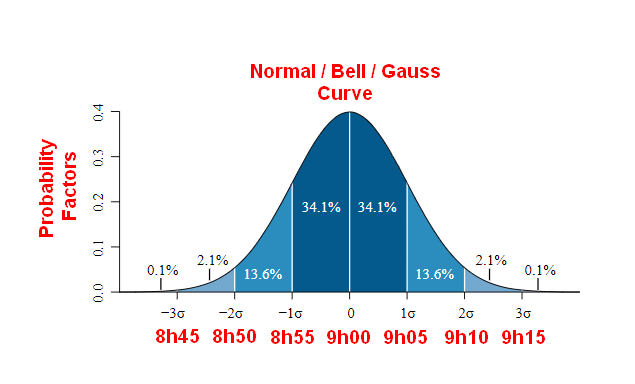 Normal / Bell / Gauss
Curve
Probability
Factors
0.4
0.3
0.2
0.1
0.0
34.1% 34.1%
13.6% 13.6%
2.1% 2.1%
0.1% 0.1%
−3σ −2σ −1σ 0 1σ 2σ 3σ
8h45 8h50 8h55 9h00 9h05 9h10 9h15